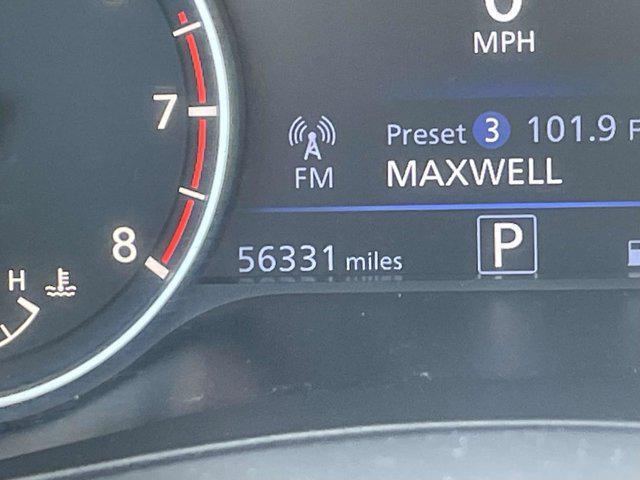 MPH
7
Preset 3 101.9 F
FM
MAXWELL
8
56331 miles
P
H